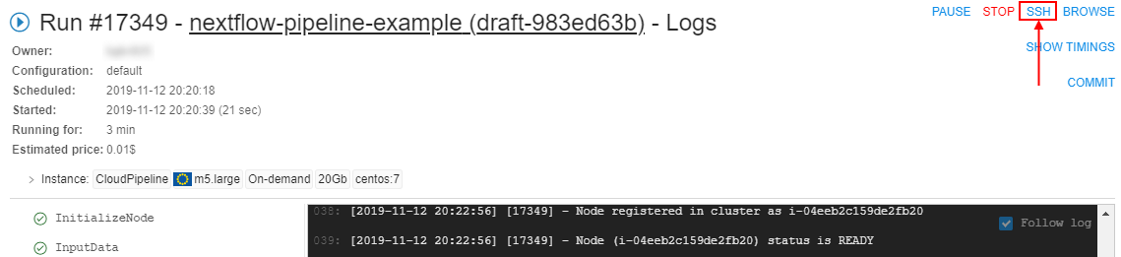 Run #17349 - nextflow-pipeline-example (draft-983ed63b) - Logs
PAUSE STOP SSH BROWSE
SHOW TIMINGS
COMMIT
Owner:
Configuration: default
Scheduled: 2019-11-12 20:20:18
Started: 2019-11-12 20:20:39 (21 sec)
Running for: 3 min
Estimated price: 0.01$
> Instance: CloudPipeline m5.large On-demand 20Gb centos:7
InitializeNode
InputData
038: [2019-11-12 20:22:56] [17349] - Node registered in cluster as i-04eeb2c159de2fb20
Follow log
039: [2019-11-12 20:22:56] [17349] - Node (i-04eeb2c159de2fb20) status is READY